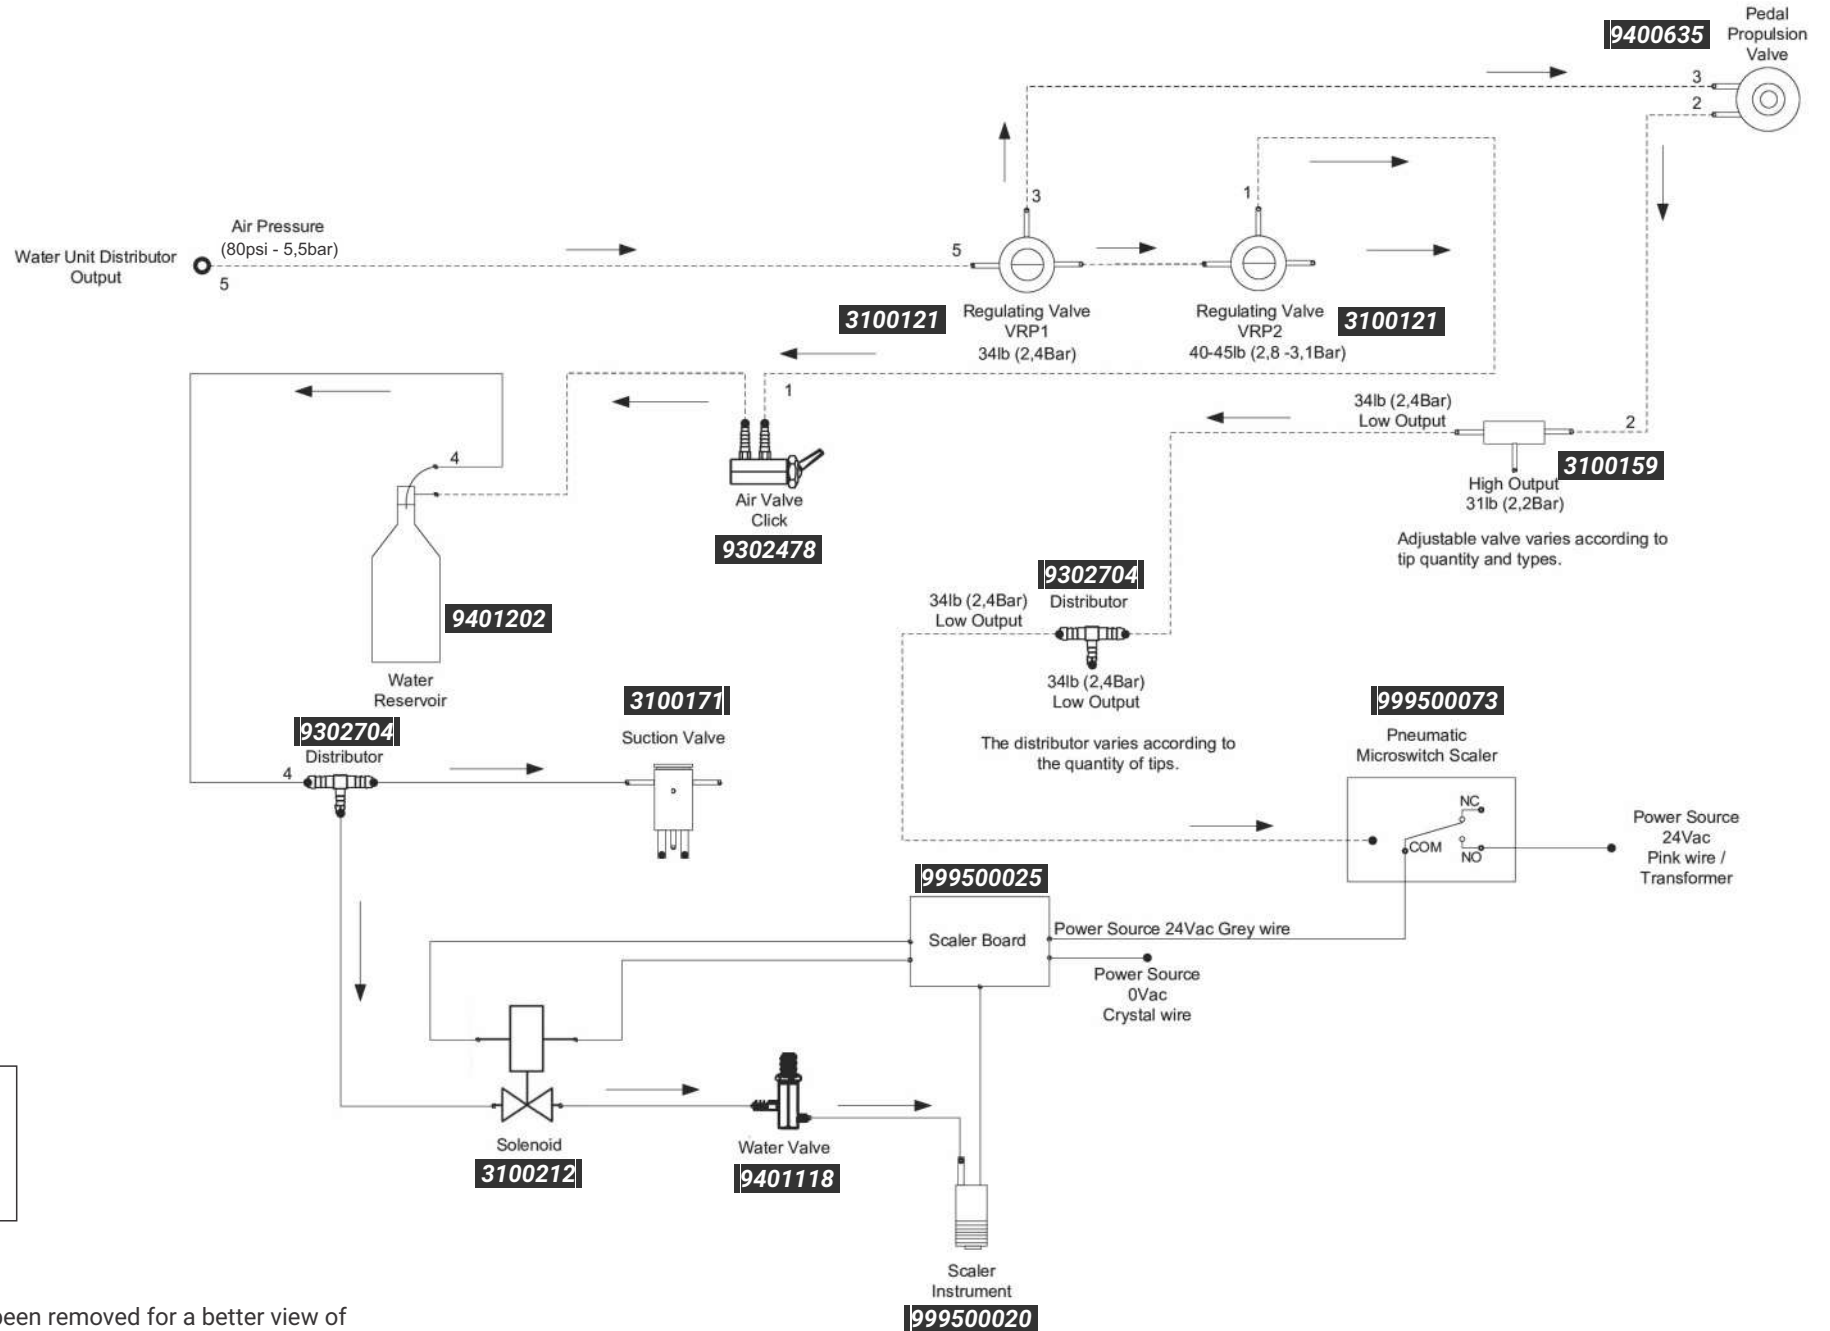 Pedal
Propulsion
Valve
9400635
3
2
3
1
Air Pressure
(80psi - 5,5bar)
Water Unit Distributor
Output
5
5
3100121
Regulating Valve
VRP1
34lb (2,4Bar)
Regulating Valve
VRP2
40-45lb (2,8 -3,1Bar)
3100121
1
34lb (2,4Bar)
Low Output
2
3100159
High Output
31lb (2,2Bar)
Adjustable valve varies according to
tip quantity and types.
4
Air Valve
Click
9302478
9401202
Water
Reservoir
9302704
Distributor
34lb (2,4Bar)
Low Output
34lb (2,4Bar)
Low Output
The distributor varies according to
the quantity of tips.
9302704
Distributor
4
3100171
Suction Valve
999500073
Pneumatic
Microswitch Scaler
NC
COM
NO
Power Source
24Vac
Pink wire /
Transformer
999500025
Scaler Board
Power Source 24Vac Grey wire
Power Source
0Vac
Crystal wire
Solenoid
3100212
Water Valve
9401118
Scaler
Instrument
999500020
been removed for a better view of